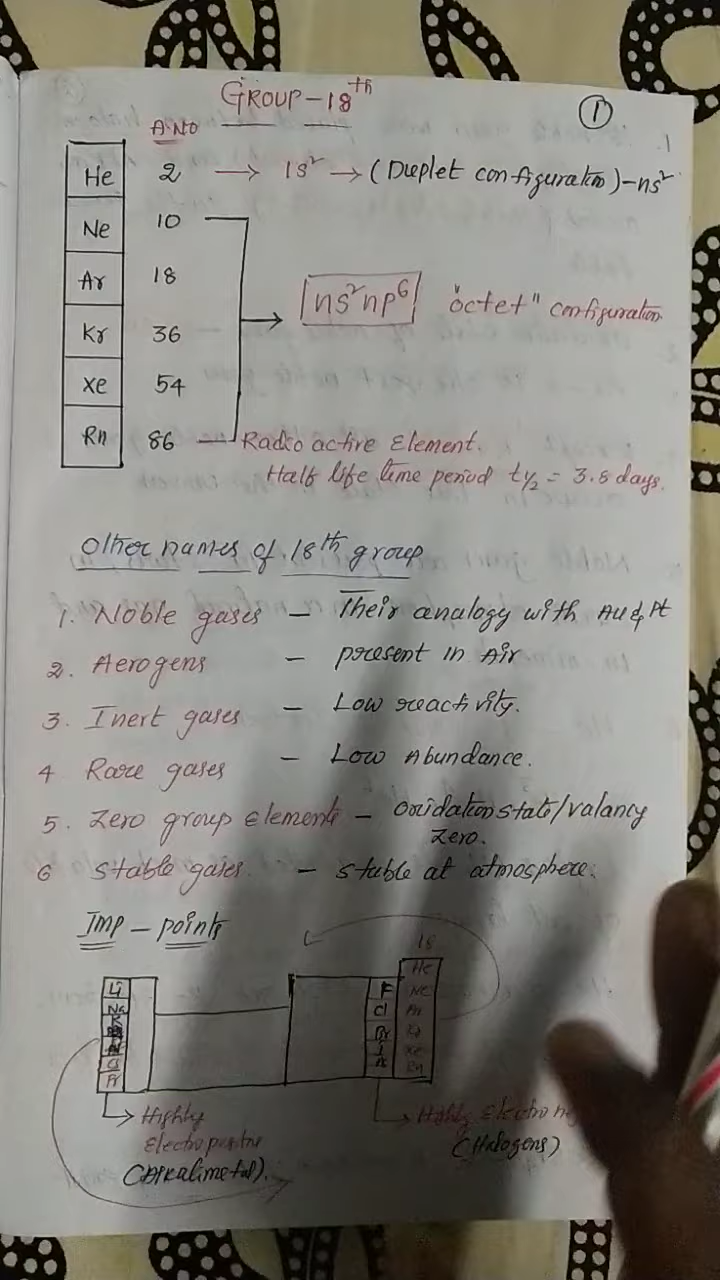 GROUP-18th
1
A.NO
He 2 → 1s² → (Duplet configuration) - ns²
Ne 10
Ar 18
ns²np⁶ "octet" configuration
Kr 36
Xe 54
Rn 86 — Radio active Element.
Half life time period t½ = 3.8 days.
Other names of 18th group
1. Noble gases - Their analogy with Au & Pt
2. Aerogens - present in Air
3. Inert gases - Low reactivity.
4 Rare gases - Low Abundance.
5. Zero group Elements - oxidation state/valancy
Zero.
6 Stable gases - stable at atmosphere.
Imp - points
18
He
Li F Ne
Na Cl Ar
K Br Kr
I Xe
Rn
Fr
Highly
Electropositive
(Alkalimetal).
Highly Electro
(Halogens)